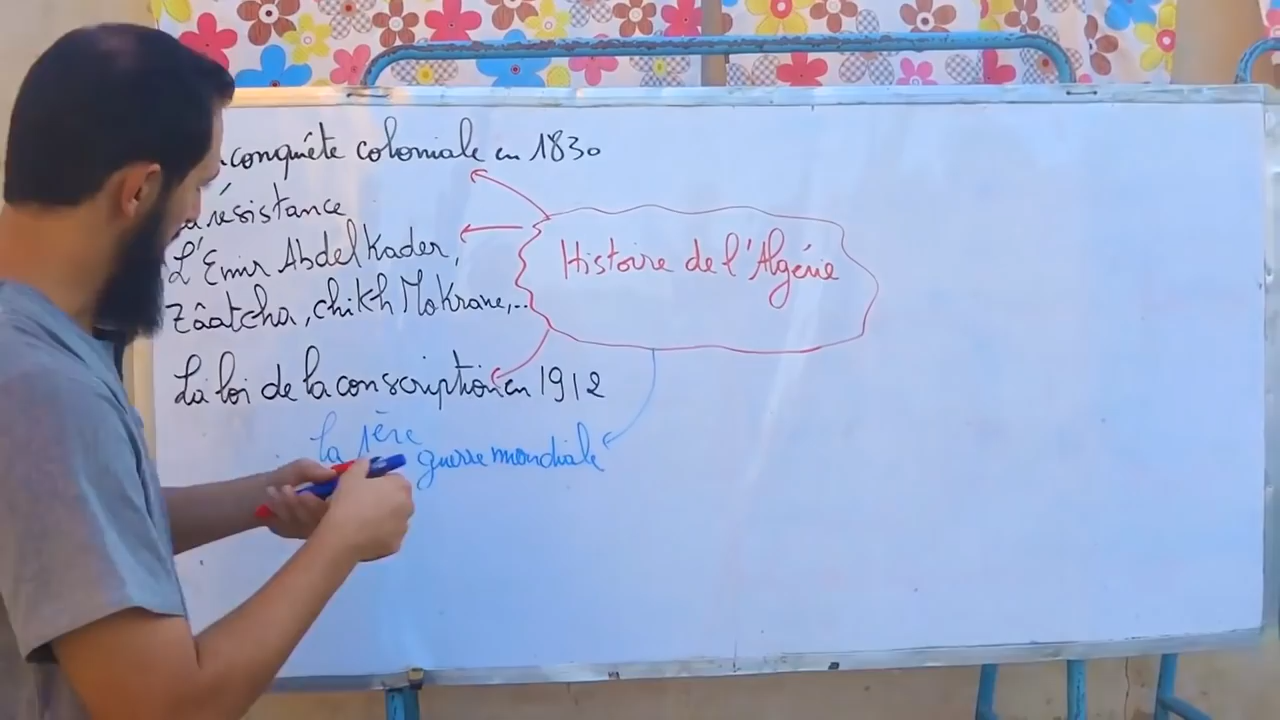 conquête coloniale en 1830
la résistance
L'Emir Abdelkader,
Zâatcha, chikh Mokrane,...
Histoire de l'Algérie
La loi de la conscription en 1912
la 1ère
guerre mondiale